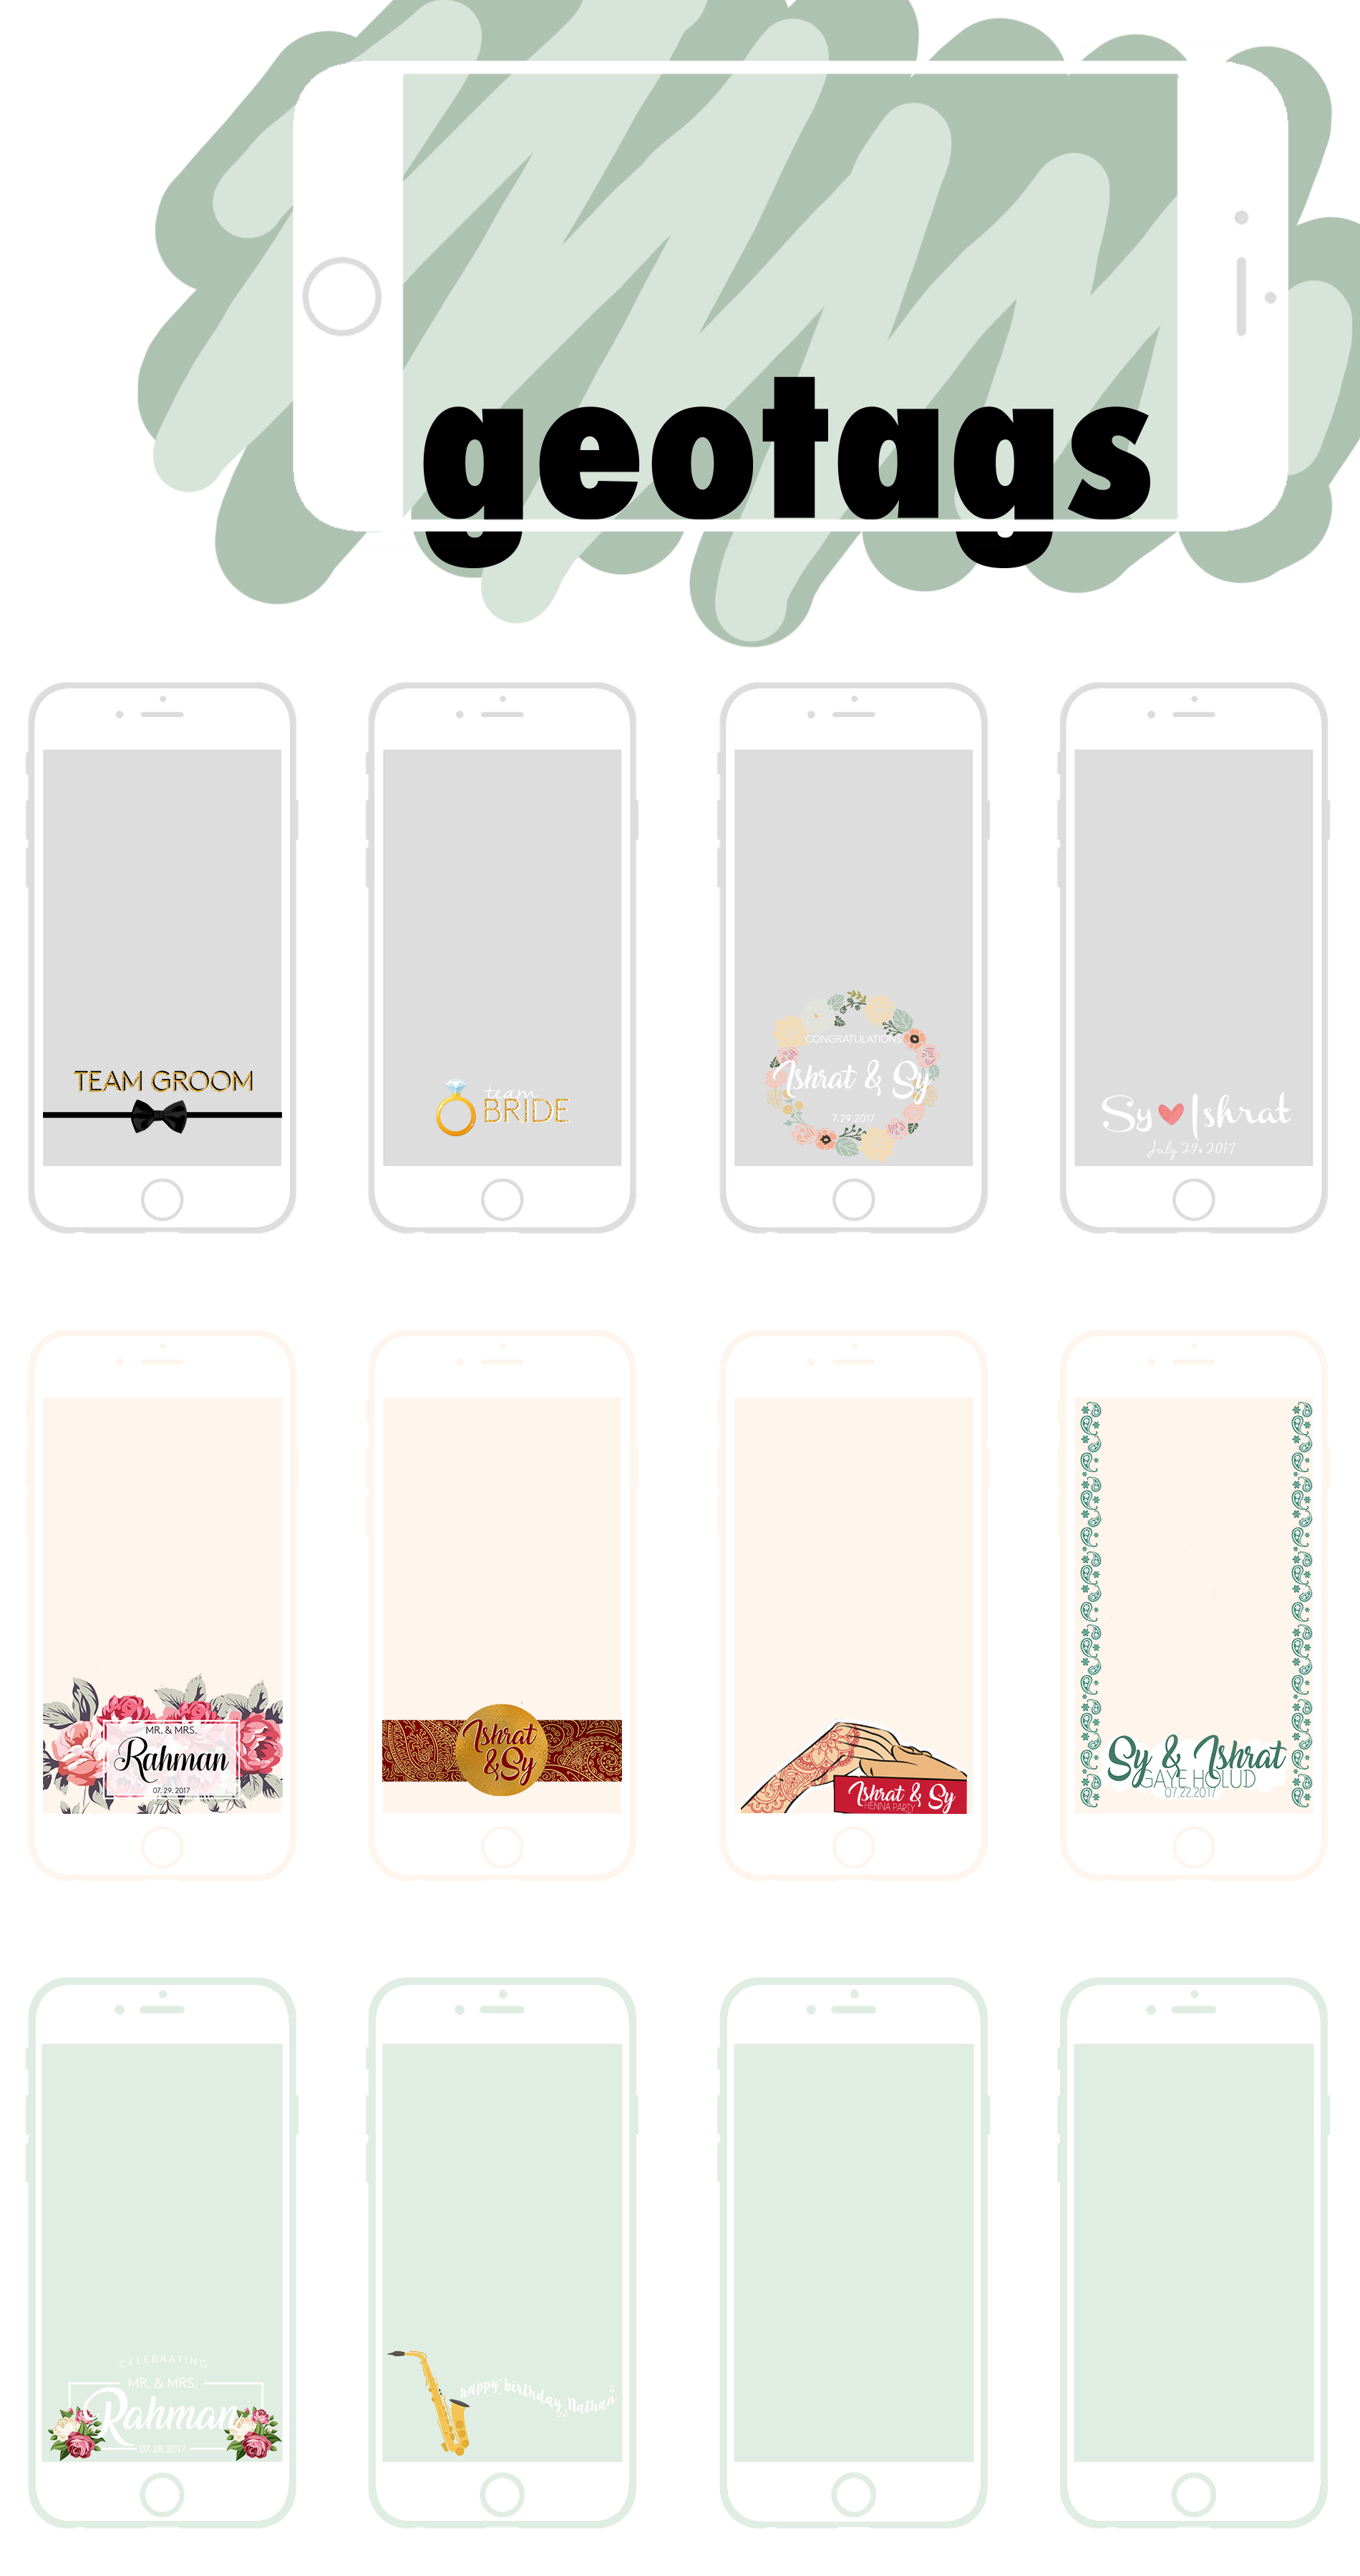 geotags
TEAM GROOM
team
BRIDE
CONGRATULATIONS
Ishrat & Sy
7.29.2017
Sy Ishrat
July 29, 2017
MR. & MRS.
Rahman
07. 29. 2017
Ishrat
& Sy
Ishrat & Sy
HENNA PARTY
Sy & Ishrat
GAYE HOLUD
07.22.2017
CELEBRATING
MR. & MRS.
Rahman
07.28.2017
happy birthday, Nathan